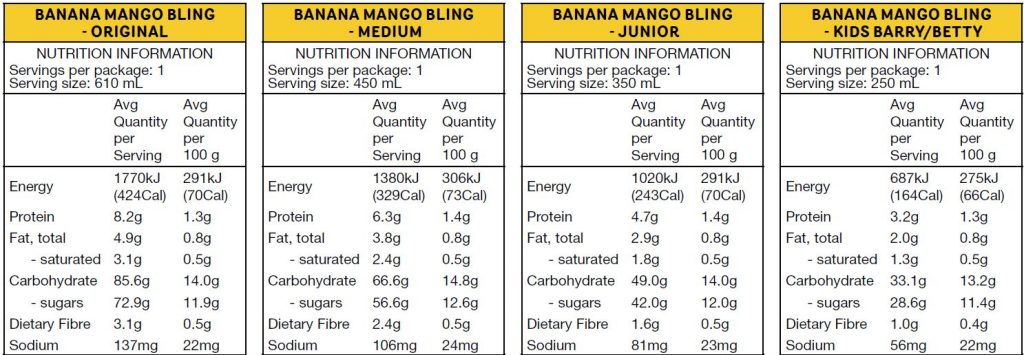 BANANA MANGO BLING
- ORIGINAL
NUTRITION INFORMATION
Servings per package: 1
Serving size: 610 mL
Avg Quantity per Serving Avg Quantity per 100 g
Energy 1770kJ (424Cal) 291kJ (70Cal)
Protein 8.2g 1.3g
Fat, total 4.9g 0.8g
- saturated 3.1g 0.5g
Carbohydrate 85.6g 14.0g
- sugars 72.9g 11.9g
Dietary Fibre 3.1g 0.5g
Sodium 137mg 22mg
BANANA MANGO BLING
- MEDIUM
NUTRITION INFORMATION
Servings per package: 1
Serving size: 450 mL
Avg Quantity per Serving Avg Quantity per 100 g
Energy 1380kJ (329Cal) 306kJ (73Cal)
Protein 6.3g 1.4g
Fat, total 3.8g 0.8g
- saturated 2.4g 0.5g
Carbohydrate 66.6g 14.8g
- sugars 56.6g 12.6g
Dietary Fibre 2.4g 0.5g
Sodium 106mg 24mg
BANANA MANGO BLING
- JUNIOR
NUTRITION INFORMATION
Servings per package: 1
Serving size: 350 mL
Avg Quantity per Serving Avg Quantity per 100 g
Energy 1020kJ (243Cal) 291kJ (70Cal)
Protein 4.7g 1.4g
Fat, total 2.9g 0.8g
- saturated 1.8g 0.5g
Carbohydrate 49.0g 14.0g
- sugars 42.0g 12.0g
Dietary Fibre 1.6g 0.5g
Sodium 81mg 23mg
BANANA MANGO BLING
- KIDS BARRY/BETTY
NUTRITION INFORMATION
Servings per package: 1
Serving size: 250 mL
Avg Quantity per Serving Avg Quantity per 100 g
Energy 687kJ (164Cal) 275kJ (66Cal)
Protein 3.2g 1.3g
Fat, total 2.0g 0.8g
- saturated 1.3g 0.5g
Carbohydrate 33.1g 13.2g
- sugars 28.6g 11.4g
Dietary Fibre 1.0g 0.4g
Sodium 56mg 22mg